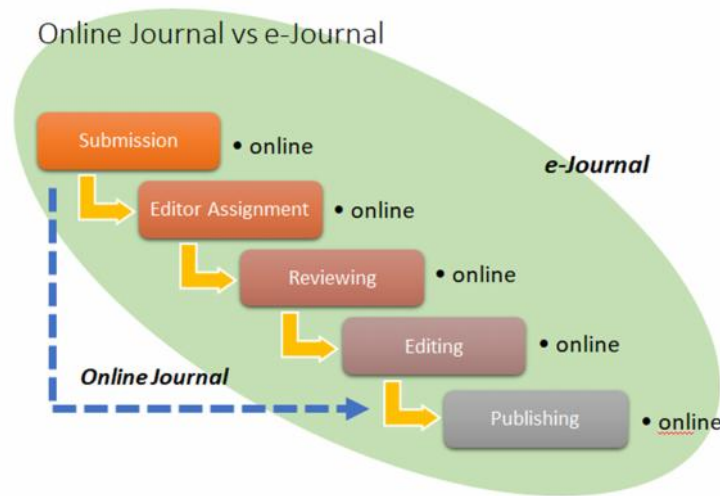 Online Journal vs e-Journal
Submission
• online
e-Journal
Editor Assignment
• online
Reviewing
• online
Editing
• online
Online Journal
Publishing
• online